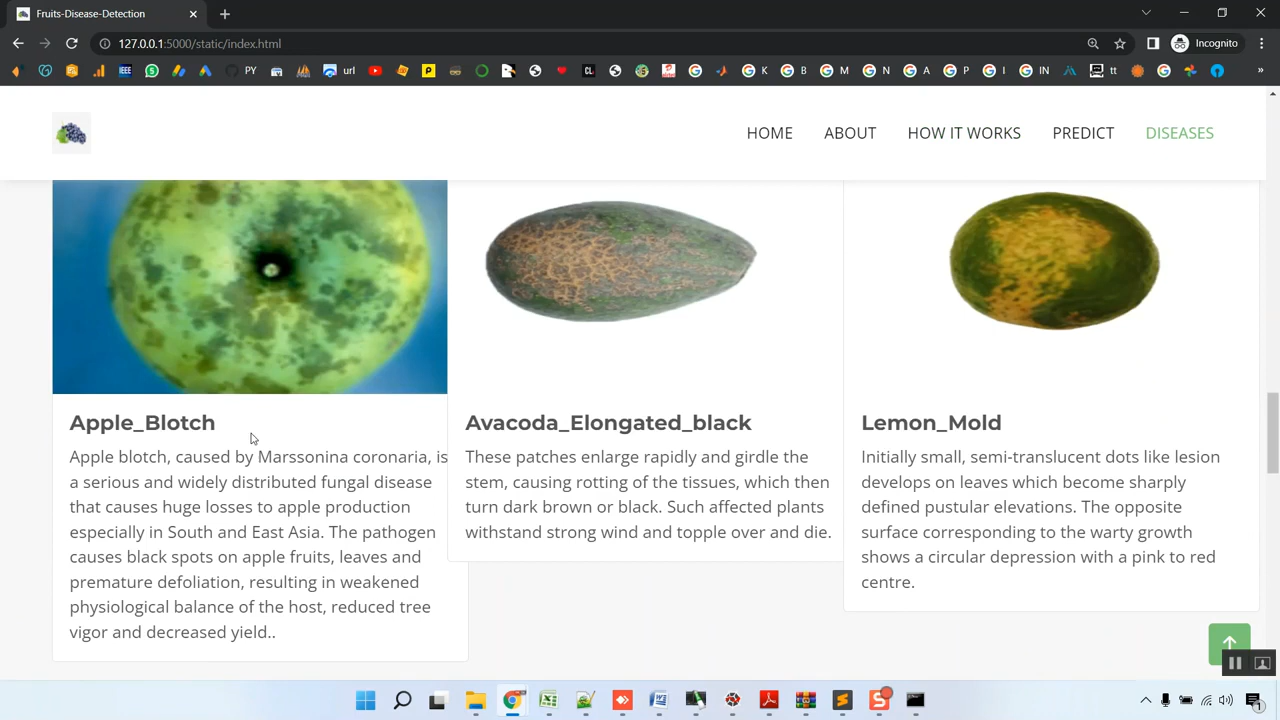 Fruits-Disease-Detection
127.0.0.1:5000/static/index.html
Incognito
PY
url
K
B
M
N
A
P
I
IN
tt
HOME
ABOUT
HOW IT WORKS
PREDICT
DISEASES
Apple_Blotch
Apple blotch, caused by Marssonina coronaria, is
a serious and widely distributed fungal disease
that causes huge losses to apple production
especially in South and East Asia. The pathogen
causes black spots on apple fruits, leaves and
premature defoliation, resulting in weakened
physiological balance of the host, reduced tree
vigor and decreased yield..
Avacoda_Elongated_black
These patches enlarge rapidly and girdle the
stem, causing rotting of the tissues, which then
turn dark brown or black. Such affected plants
withstand strong wind and topple over and die.
Lemon_Mold
Initially small, semi-translucent dots like lesion
develops on leaves which become sharply
defined pustular elevations. The opposite
surface corresponding to the warty growth
shows a circular depression with a pink to red
centre.